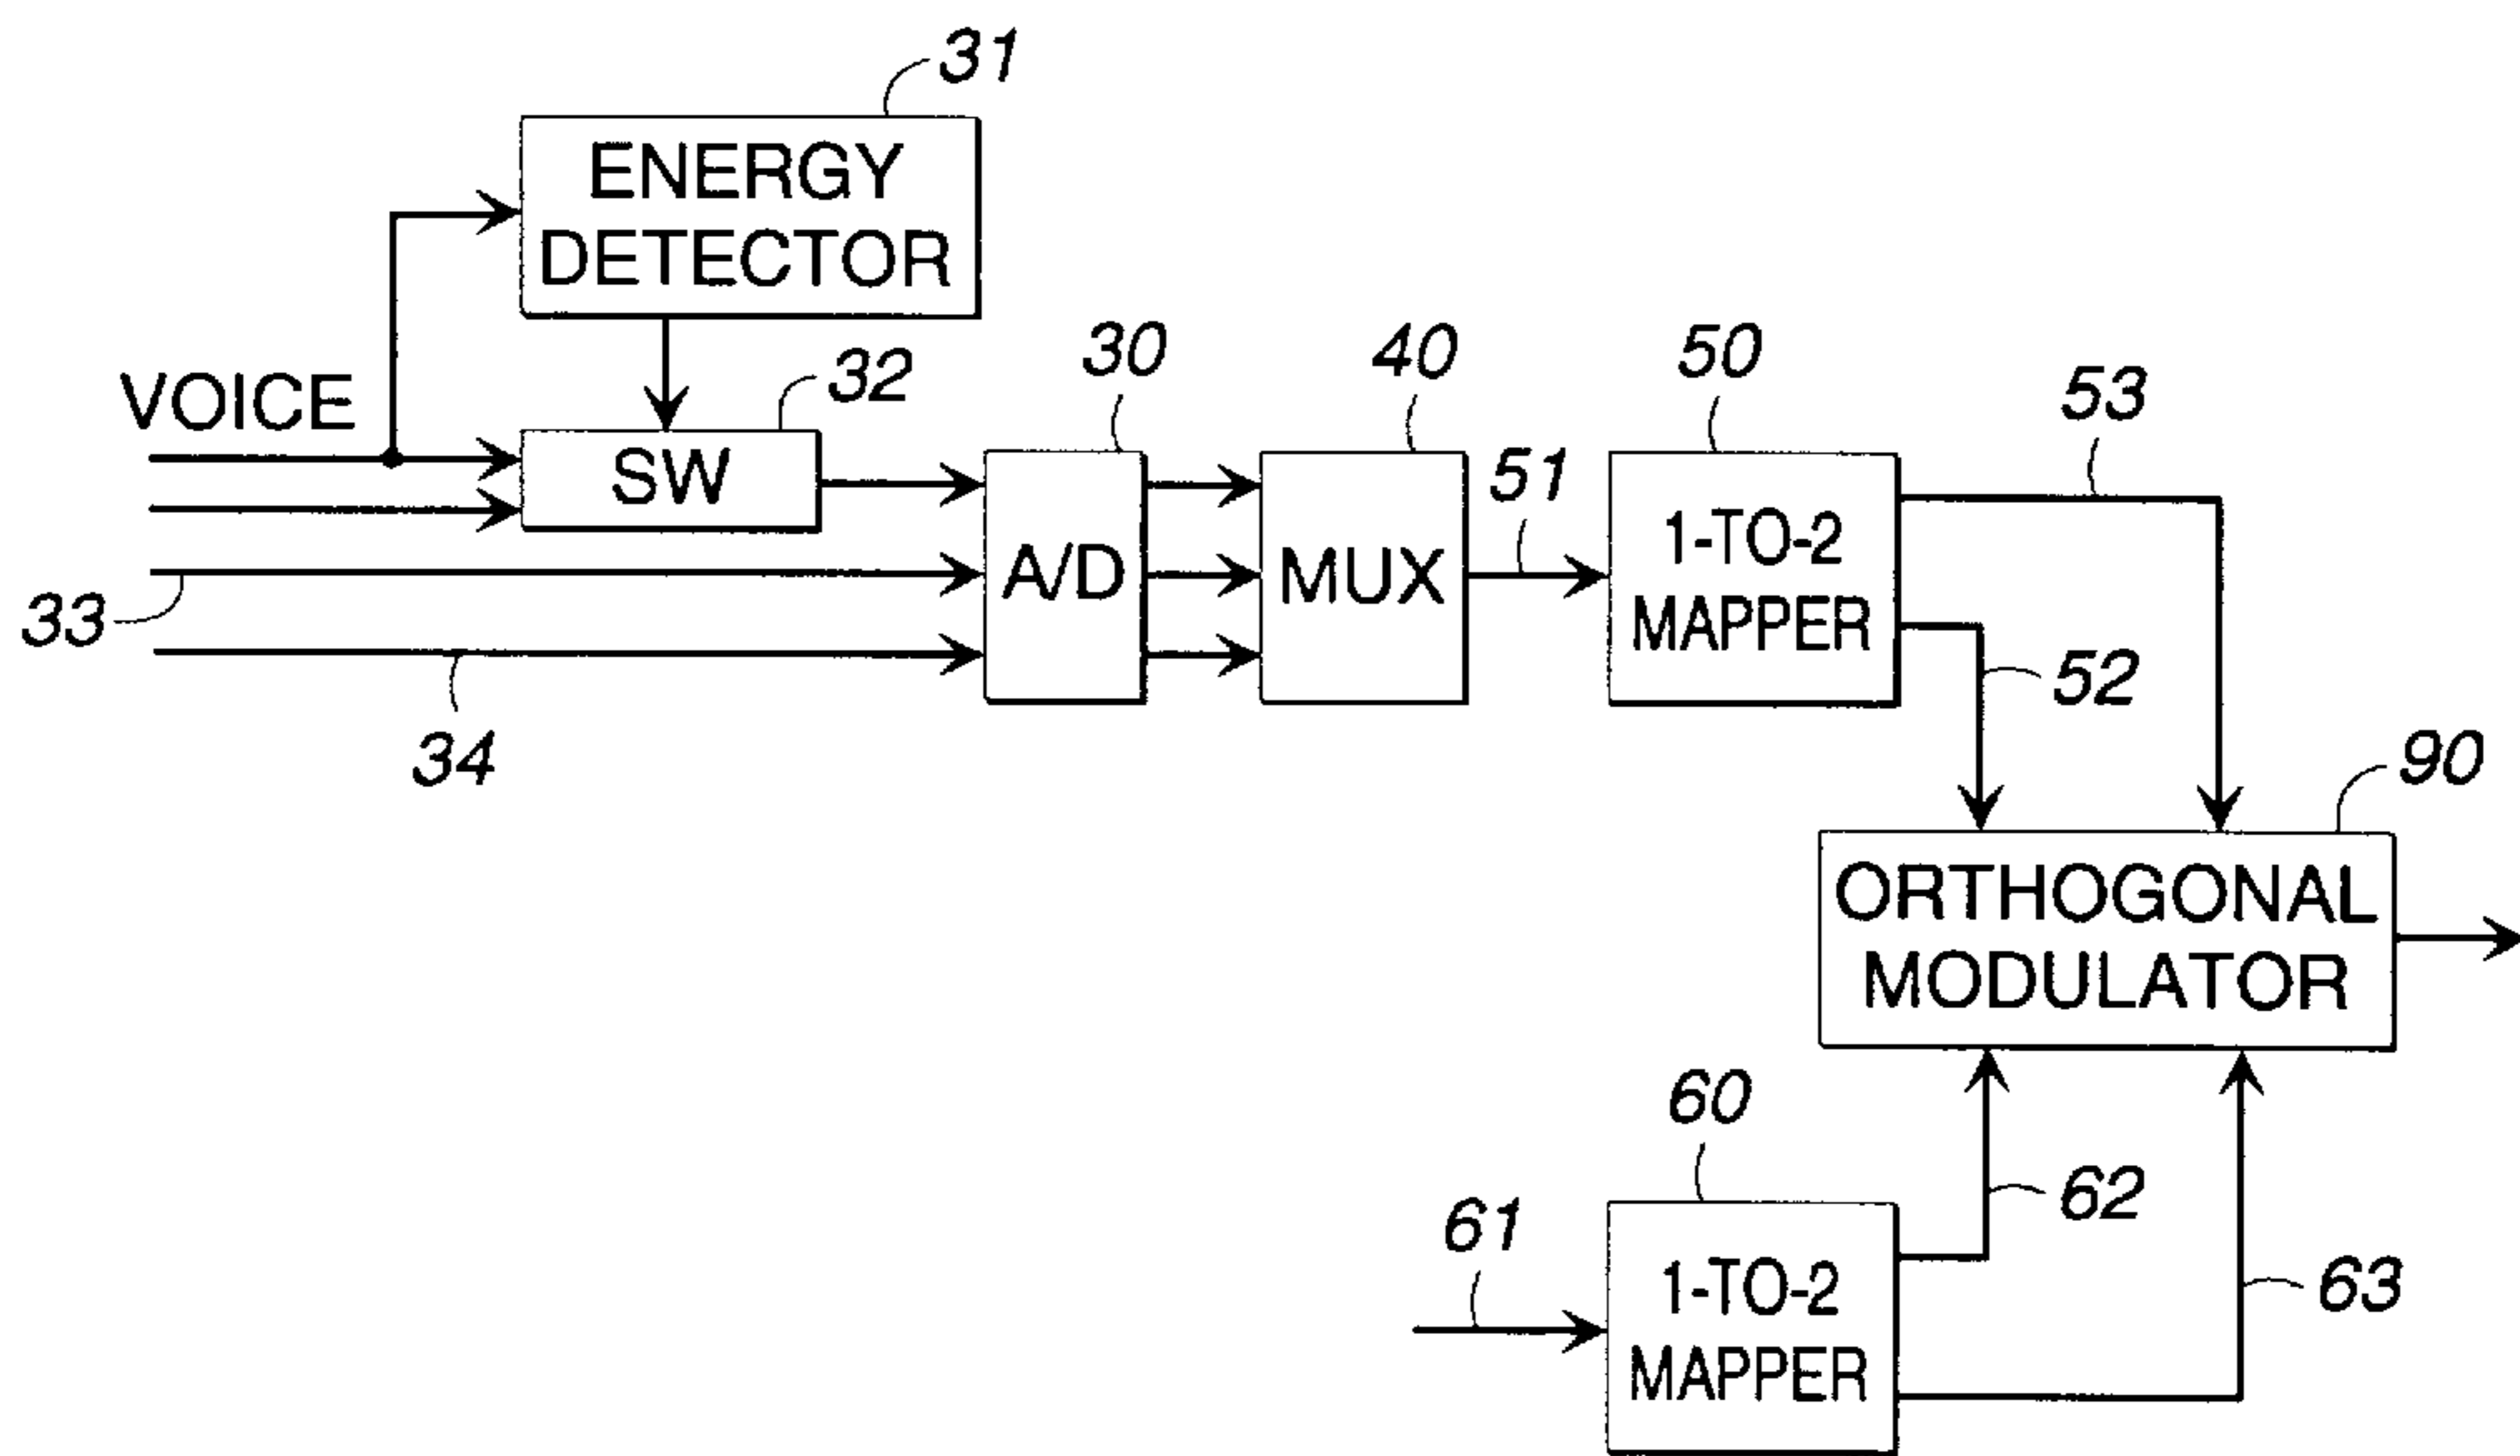 31
ENERGY
DETECTOR
VOICE
32
SW
30
40
50
53
51
A/D
MUX
1-TO-2
MAPPER
33
34
52
90
ORTHOGONAL
MODULATOR
60
61
62
63
1-TO-2
MAPPER